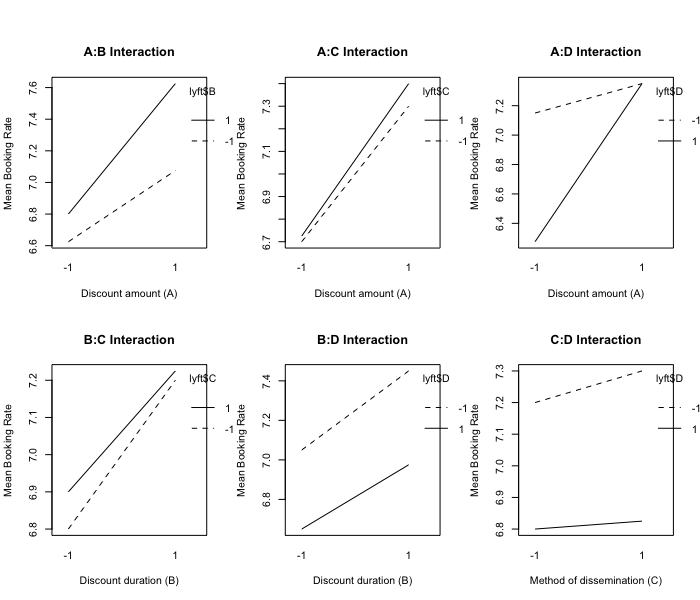 A:B Interaction
Mean Booking Rate
7.6
7.4
7.2
7.0
6.8
6.6
-1 1
Discount amount (A)
lyft$B
1
-1
A:C Interaction
Mean Booking Rate
7.3
7.1
6.9
6.7
-1 1
Discount amount (A)
lyft$C
1
-1
A:D Interaction
Mean Booking Rate
7.2
7.0
6.8
6.6
6.4
-1 1
Discount amount (A)
lyft$D
-1
1
B:C Interaction
Mean Booking Rate
7.2
7.1
7.0
6.9
6.8
-1 1
Discount duration (B)
lyft$C
1
-1
B:D Interaction
Mean Booking Rate
7.4
7.2
7.0
6.8
-1 1
Discount duration (B)
lyft$D
-1
1
C:D Interaction
Mean Booking Rate
7.3
7.2
7.1
7.0
6.9
6.8
-1 1
Method of dissemination (C)
lyft$D
-1
1